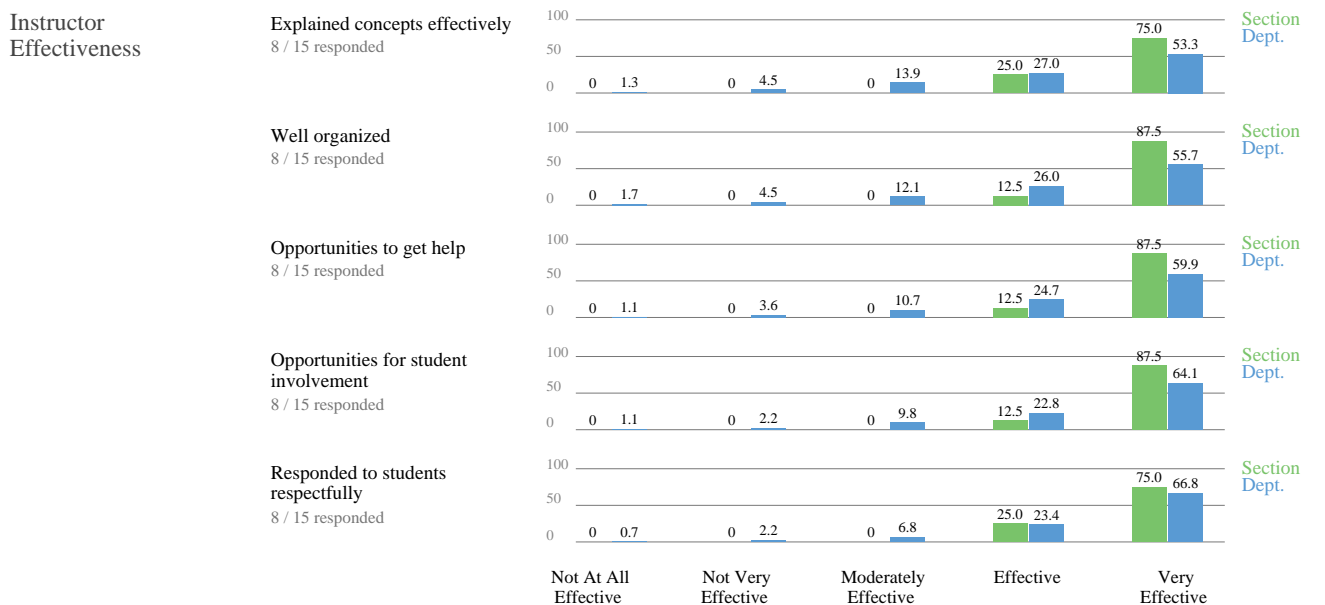 Instructor
Effectiveness
Explained concepts effectively
8 / 15 responded
100
50
0
0 1.3 0 4.5 0 13.9 25.0 27.0 75.0 53.3
Section
Dept.
Well organized
8 / 15 responded
100
50
0
0 1.7 0 4.5 0 12.1 12.5 26.0 87.5 55.7
Section
Dept.
Opportunities to get help
8 / 15 responded
100
50
0
0 1.1 0 3.6 0 10.7 12.5 24.7 87.5 59.9
Section
Dept.
Opportunities for student
involvement
8 / 15 responded
100
50
0
0 1.1 0 2.2 0 9.8 12.5 22.8 87.5 64.1
Section
Dept.
Responded to students
respectfully
8 / 15 responded
100
50
0
0 0.7 0 2.2 0 6.8 25.0 23.4 75.0 66.8
Section
Dept.
Not At All
Effective
Not Very
Effective
Moderately
Effective
Effective
Very
Effective